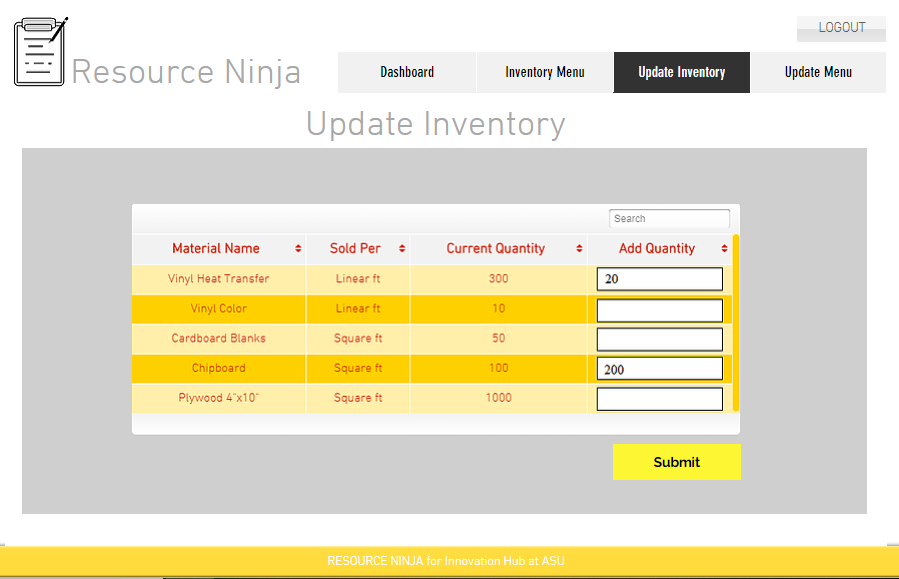 LOGOUT
Resource Ninja
Dashboard Inventory Menu Update Inventory Update Menu
Update Inventory
Search
Material Name Sold Per Current Quantity Add Quantity
Vinyl Heat Transfer Linear ft 300 20
Vinyl Color Linear ft 10
Cardboard Blanks Square ft 50
Chipboard Square ft 100 200
Plywood 4"x10" Square ft 1000
Submit
RESOURCE NINJA for Innovation Hub at ASU